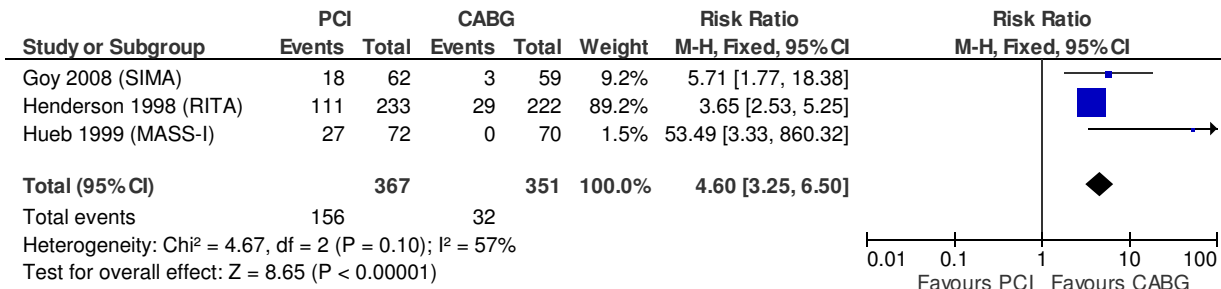 PCI CABG Risk Ratio Risk Ratio
Study or Subgroup Events Total Events Total Weight M-H, Fixed, 95% CI M-H, Fixed, 95% CI
Goy 2008 (SIMA) 18 62 3 59 9.2% 5.71 [1.77, 18.38]
Henderson 1998 (RITA) 111 233 29 222 89.2% 3.65 [2.53, 5.25]
Hueb 1999 (MASS-I) 27 72 0 70 1.5% 53.49 [3.33, 860.32]
Total (95% CI) 367 351 100.0% 4.60 [3.25, 6.50]
Total events 156 32
Heterogeneity: Chi² = 4.67, df = 2 (P = 0.10); I² = 57%
Test for overall effect: Z = 8.65 (P < 0.00001)
0.01 0.1 1 10 100
Favours PCI Favours CABG